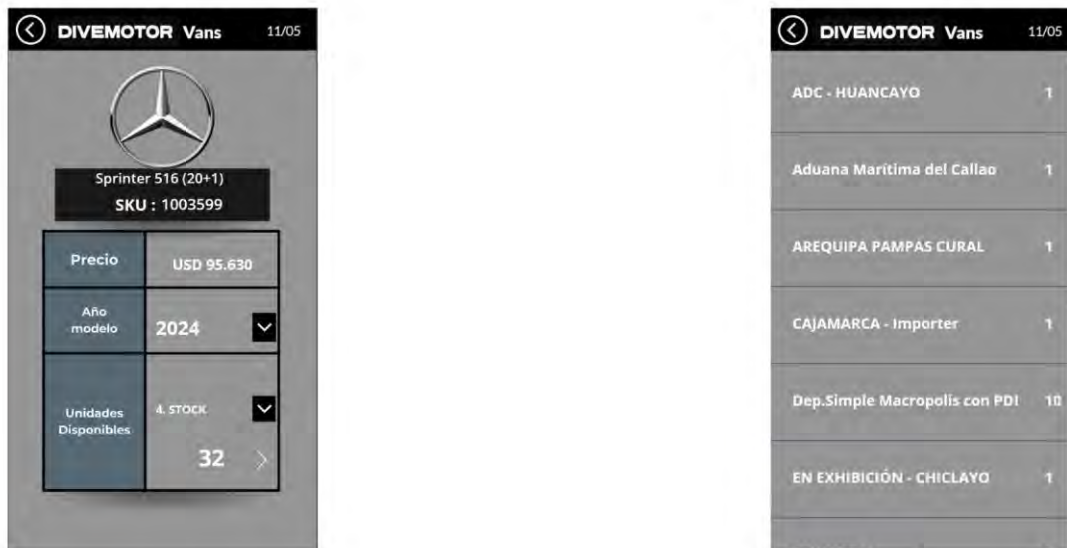 DIVEMOTOR Vans 11/05
Sprinter 516 (20+1)
SKU : 1003599
Precio USD 95.630
Año
modelo 2024
Unidades
Disponibles 4. STOCK
32
DIVEMOTOR Vans 11/05
ADC - HUANCAYO 1
Aduana Marítima del Callao 1
AREQUIPA PAMPAS CURAL 1
CAJAMARCA - Importer 1
Dep.Simple Macropolis con PDI 10
EN EXHIBICIÓN - CHICLAYO 1